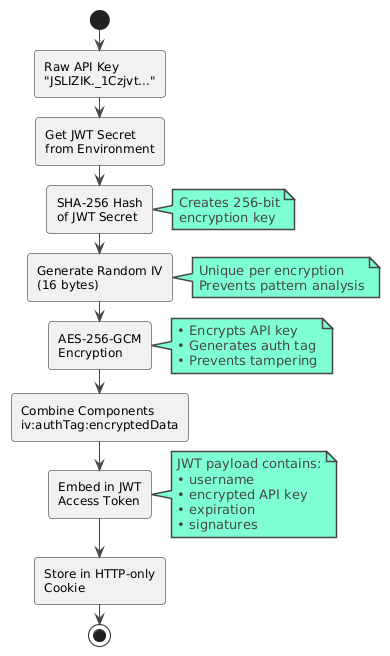 Raw API Key
"JSLIZIK._1Czjvt..."
Get JWT Secret
from Environment
SHA-256 Hash
of JWT Secret
Creates 256-bit
encryption key
Generate Random IV
(16 bytes)
Unique per encryption
Prevents pattern analysis
AES-256-GCM
Encryption
• Encrypts API key
• Generates auth tag
• Prevents tampering
Combine Components
iv:authTag:encryptedData
Embed in JWT
Access Token
JWT payload contains:
• username
• encrypted API key
• expiration
• signatures
Store in HTTP-only
Cookie